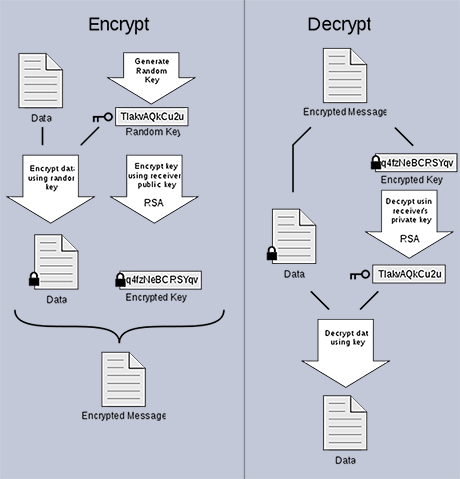 Encrypt
Generate
Random
Key
Data
TlakvAQkCu2u
Random Key
Encrypt data
using random
key
Encrypt key
using receiver
public key
RSA
Data
q4fzNeBCRSYqv
Encrypted Key
Encrypted Message
Decrypt
Encrypted Message
q4fzNeBCRSYqv
Encrypted Key
Decrypt usin
receiver's
private key
RSA
Data
TlakvAQkCu2u
Decrypt dat
using key
Data